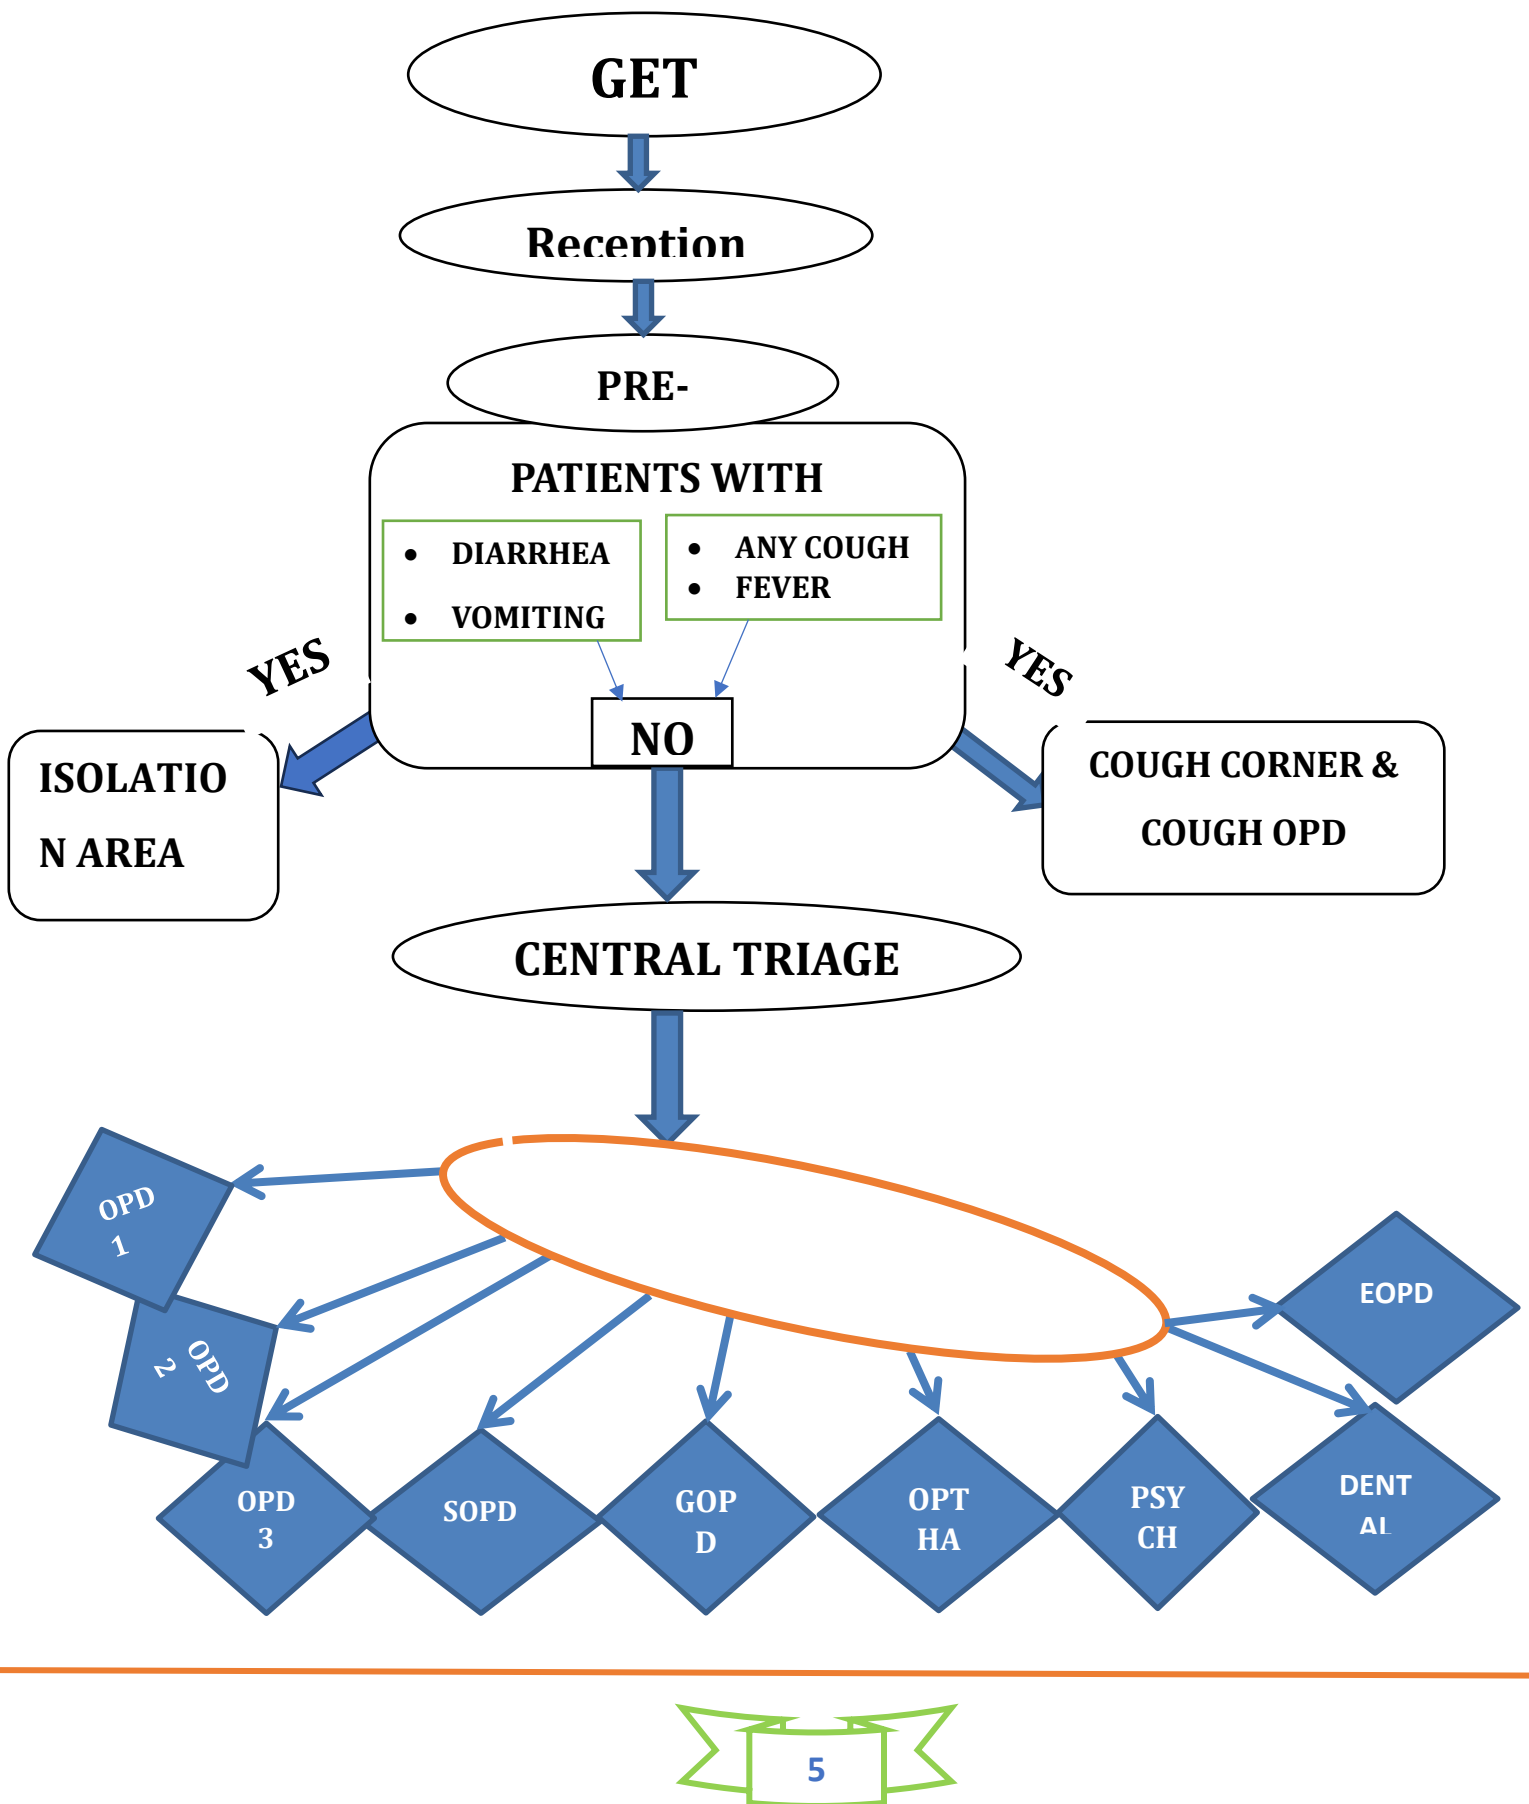 GET
Reception
PRE-
PATIENTS WITH
• DIARRHEA
• VOMITING
• ANY COUGH
• FEVER
YES
YES
NO
ISOLATIO
N AREA
COUGH CORNER &
COUGH OPD
CENTRAL TRIAGE
OPD
1
OPD
2
OPD
3
SOPD
GOP
D
OPT
HA
PSY
CH
DENT
AL
EOPD
5